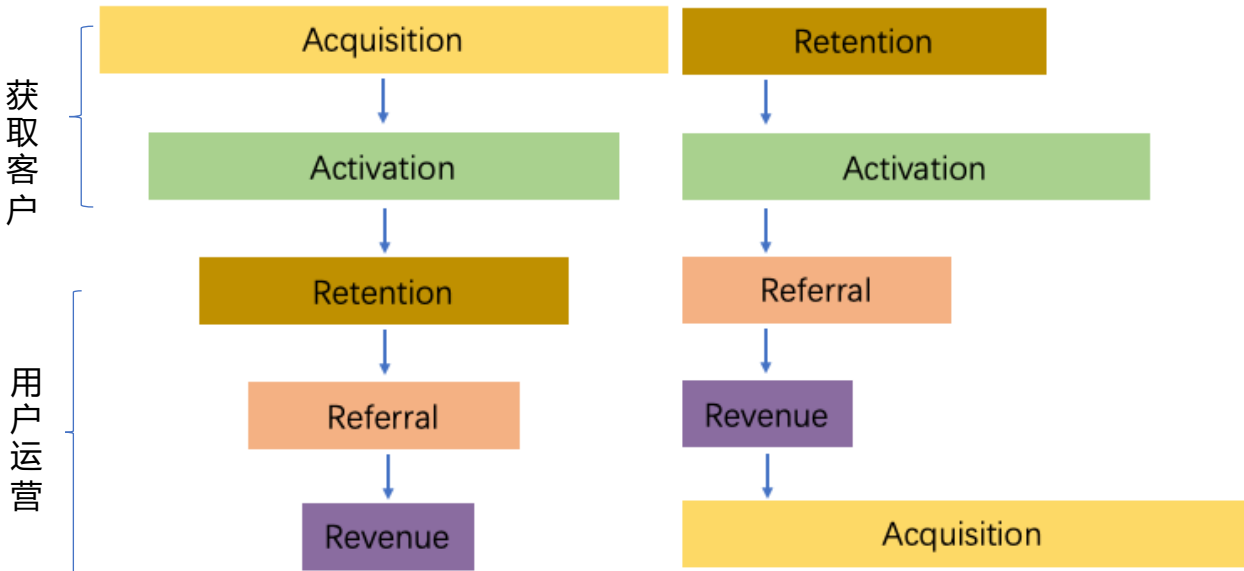 获取客户
用户运营
Acquisition
Activation
Retention
Referral
Revenue
Retention
Activation
Referral
Revenue
Acquisition